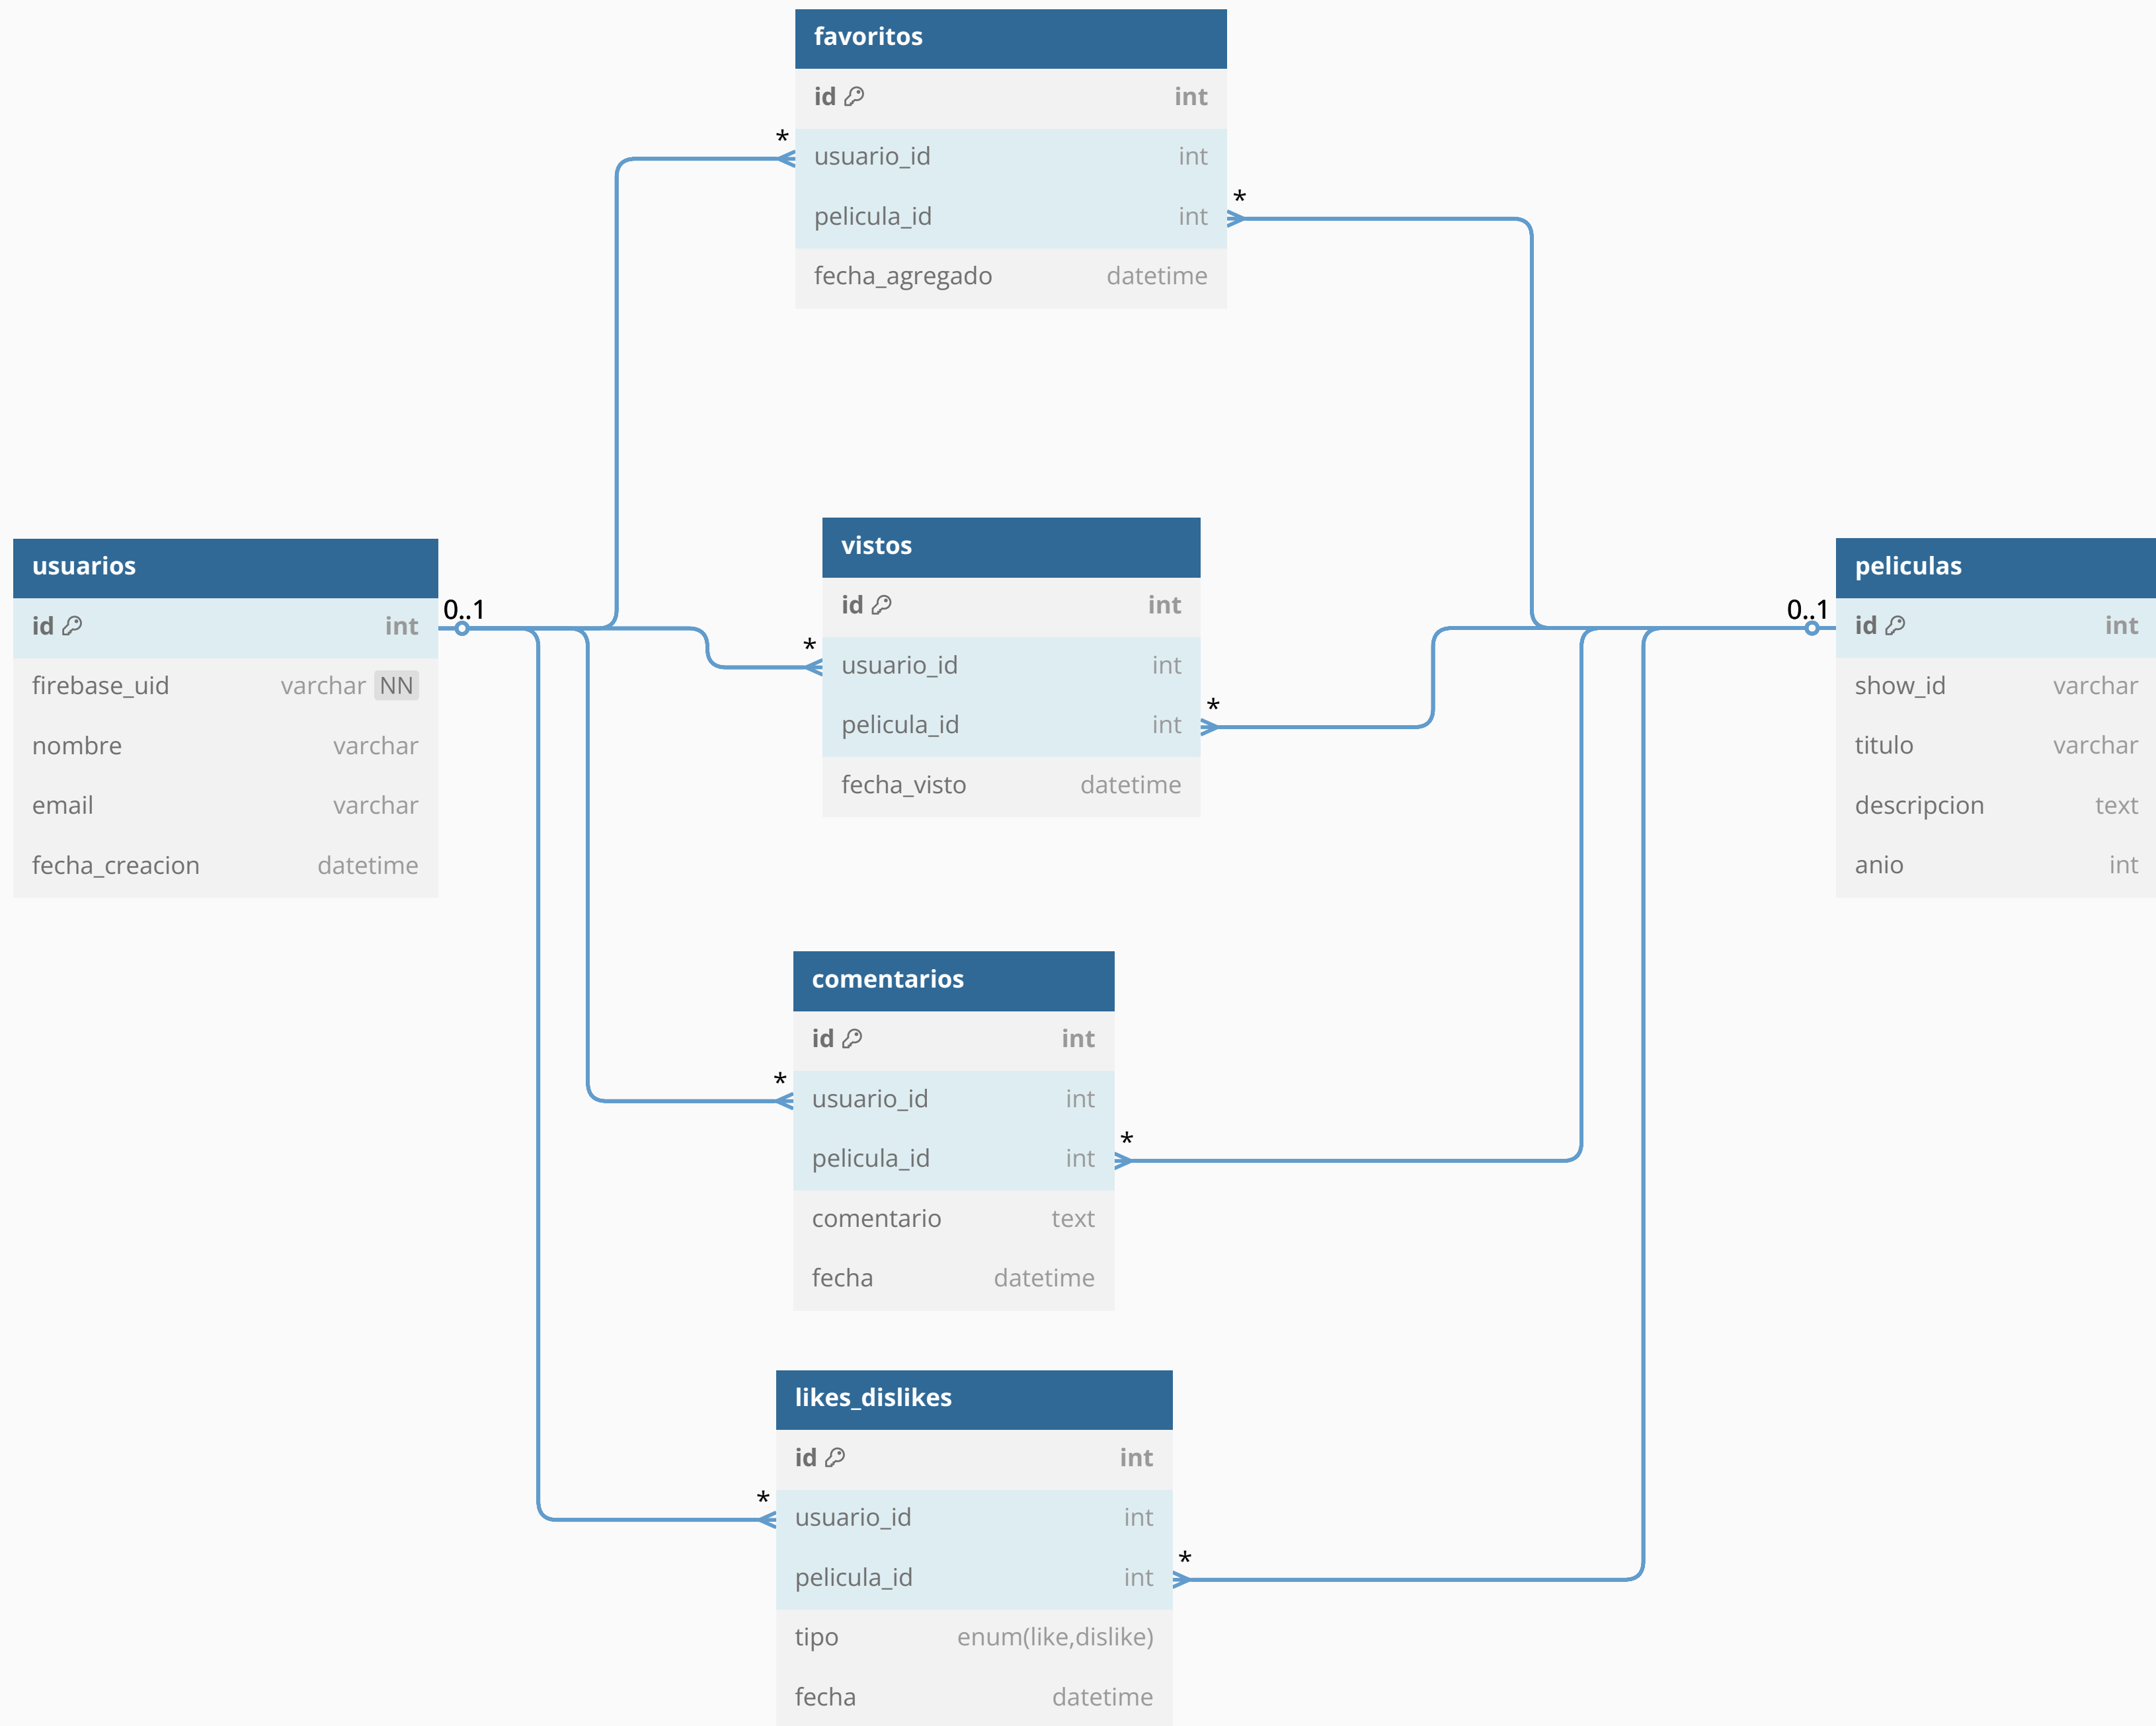 favoritos
id int
* usuario_id int
pelicula_id int *
fecha_agregado datetime
usuarios
id int 0..1
firebase_uid varchar NN
nombre varchar
email varchar
fecha_creacion datetime
vistos
id int
* usuario_id int
pelicula_id int *
fecha_visto datetime
peliculas
0..1 id int
show_id varchar
titulo varchar
descripcion text
anio int
comentarios
id int
* usuario_id int
pelicula_id int *
comentario text
fecha datetime
likes_dislikes
id int
* usuario_id int
pelicula_id int *
tipo enum(like,dislike)
fecha datetime